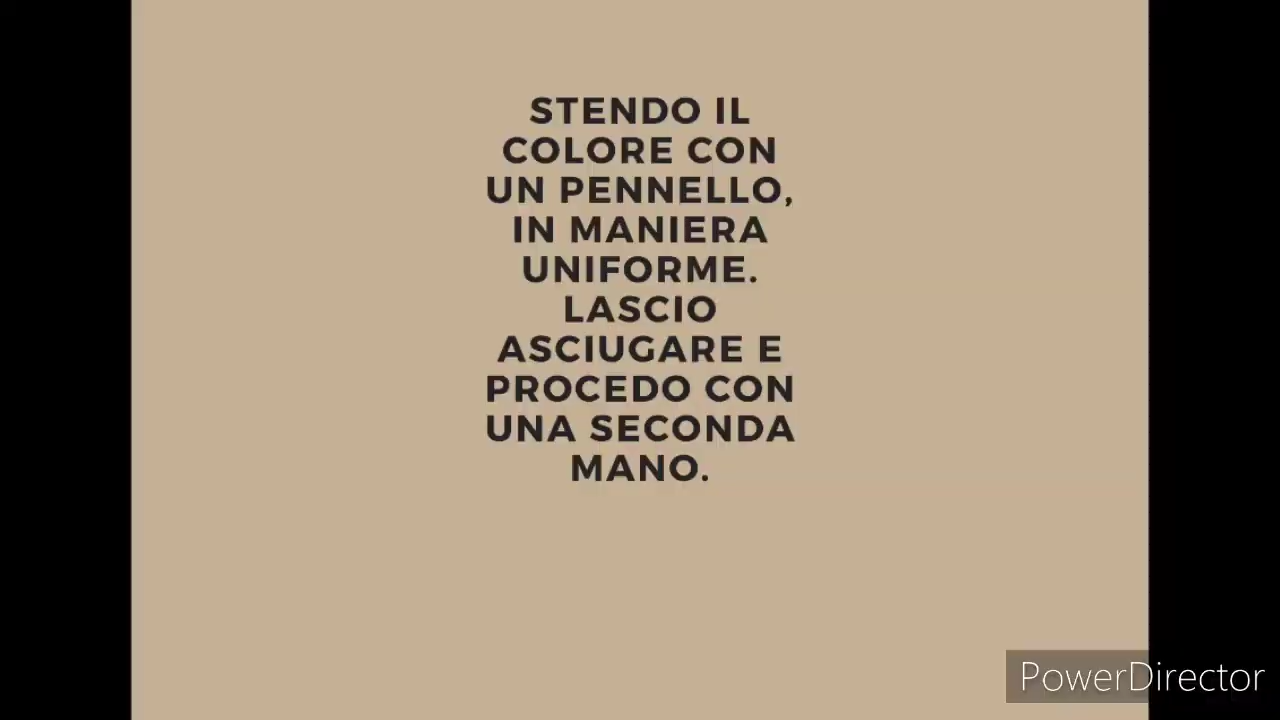 STENDO IL
COLORE CON
UN PENNELLO,
IN MANIERA
UNIFORME.
LASCIO
ASCIUGARE E
PROCEDO CON
UNA SECONDA
MANO.
PowerDirector